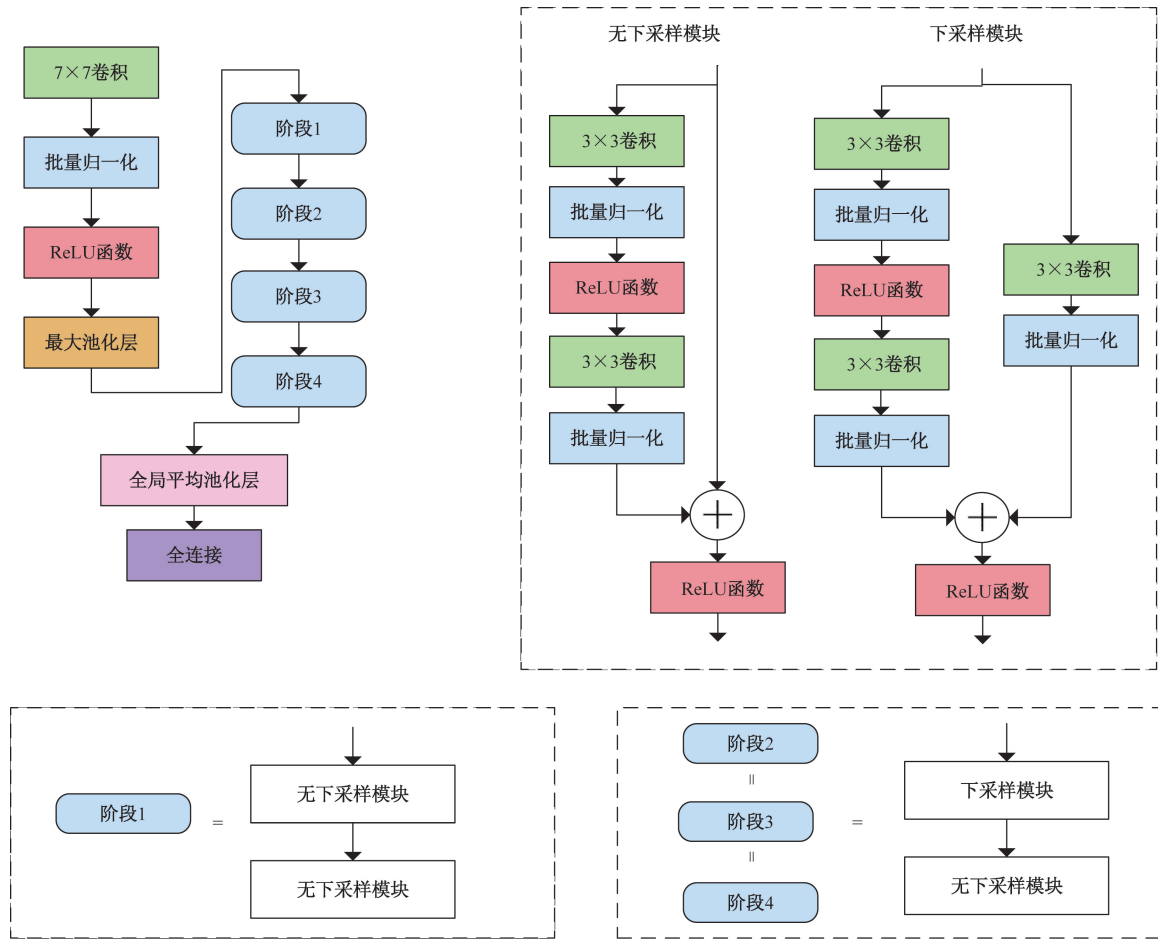 7×7卷积
批量归一化
ReLU函数
最大池化层
阶段1
阶段2
阶段3
阶段4
全局平均池化层
全连接
无下采样模块
3×3卷积
批量归一化
ReLU函数
3×3卷积
批量归一化
ReLU函数
下采样模块
3×3卷积
批量归一化
ReLU函数
3×3卷积
批量归一化
3×3卷积
批量归一化
ReLU函数
阶段1
=
无下采样模块
无下采样模块
阶段2
=
阶段3
=
阶段4
=
下采样模块
无下采样模块